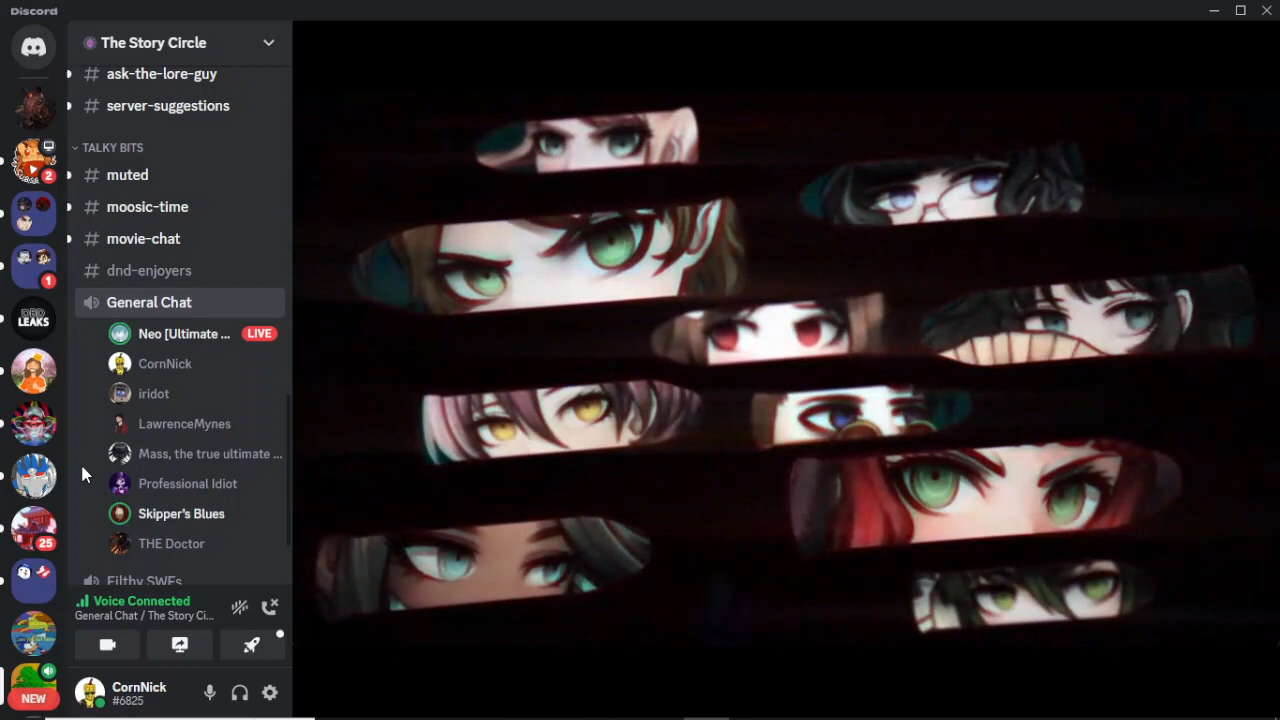 Discord
The Story Circle
ask-the-lore-guy
server-suggestions
TALKY BITS
muted
moosic-time
movie-chat
dnd-enjoyers
General Chat
Neo [Ultimate ... LIVE
CornNick
iridot
LawrenceMynes
Mass, the true ultimate ...
Professional Idiot
Skipper's Blues
THE Doctor
Filthy SWFs
Voice Connected
General Chat / The Story Ci...
CornNick
#6825
2
1
DBD
LEAKS
25
NEW